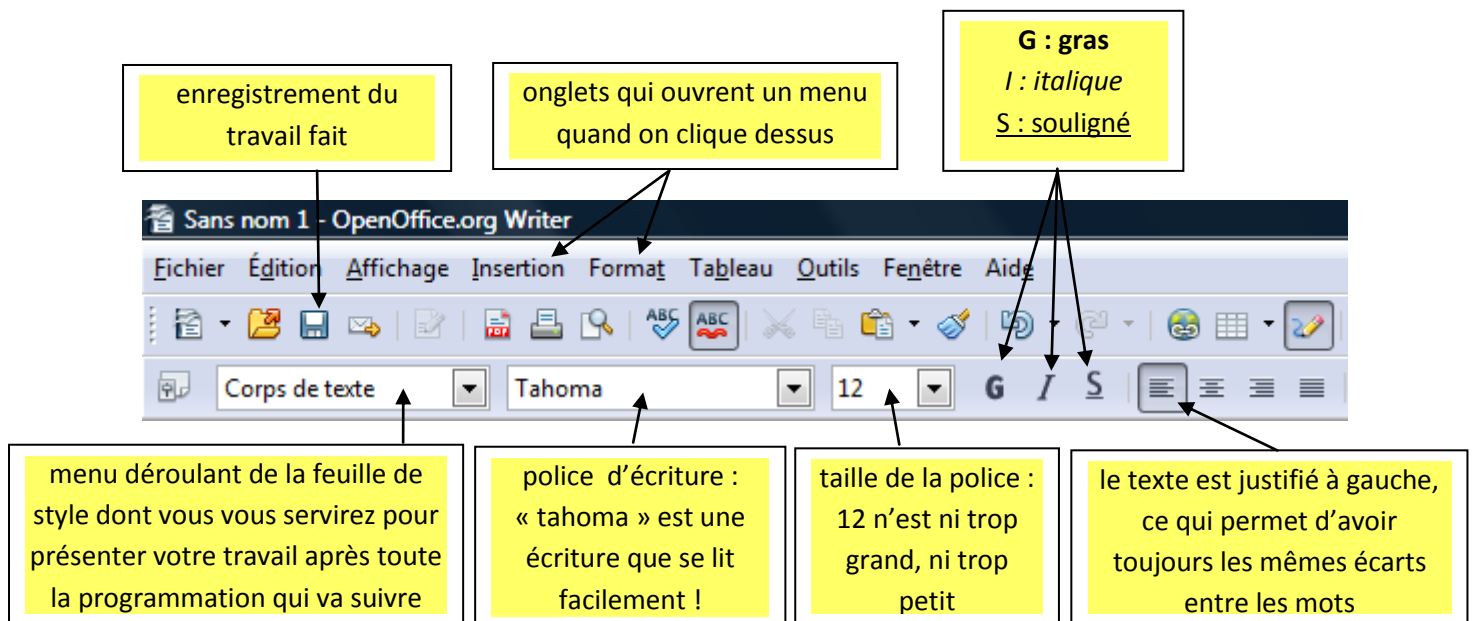 G : gras
I : italique
S : souligné
enregistrement du
travail fait
onglets qui ouvrent un menu
quand on clique dessus
Sans nom 1 - OpenOffice.org Writer
Fichier Édition Affichage Insertion Format Tableau Outils Fenêtre Aide
PDF ABC ABC
Corps de texte Tahoma 12 G I S
menu déroulant de la feuille de
style dont vous vous servirez pour
présenter votre travail après toute
la programmation qui va suivre
police d'écriture :
« tahoma » est une
écriture que se lit
facilement !
taille de la police :
12 n'est ni trop
grand, ni trop
petit
le texte est justifié à gauche,
ce qui permet d'avoir
toujours les mêmes écarts
entre les mots